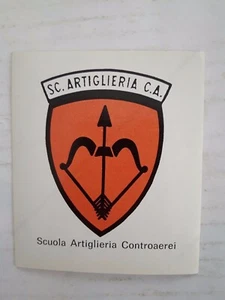 SC. ARTIGLIERIA C.A.
Scuola Artiglieria Controaerei